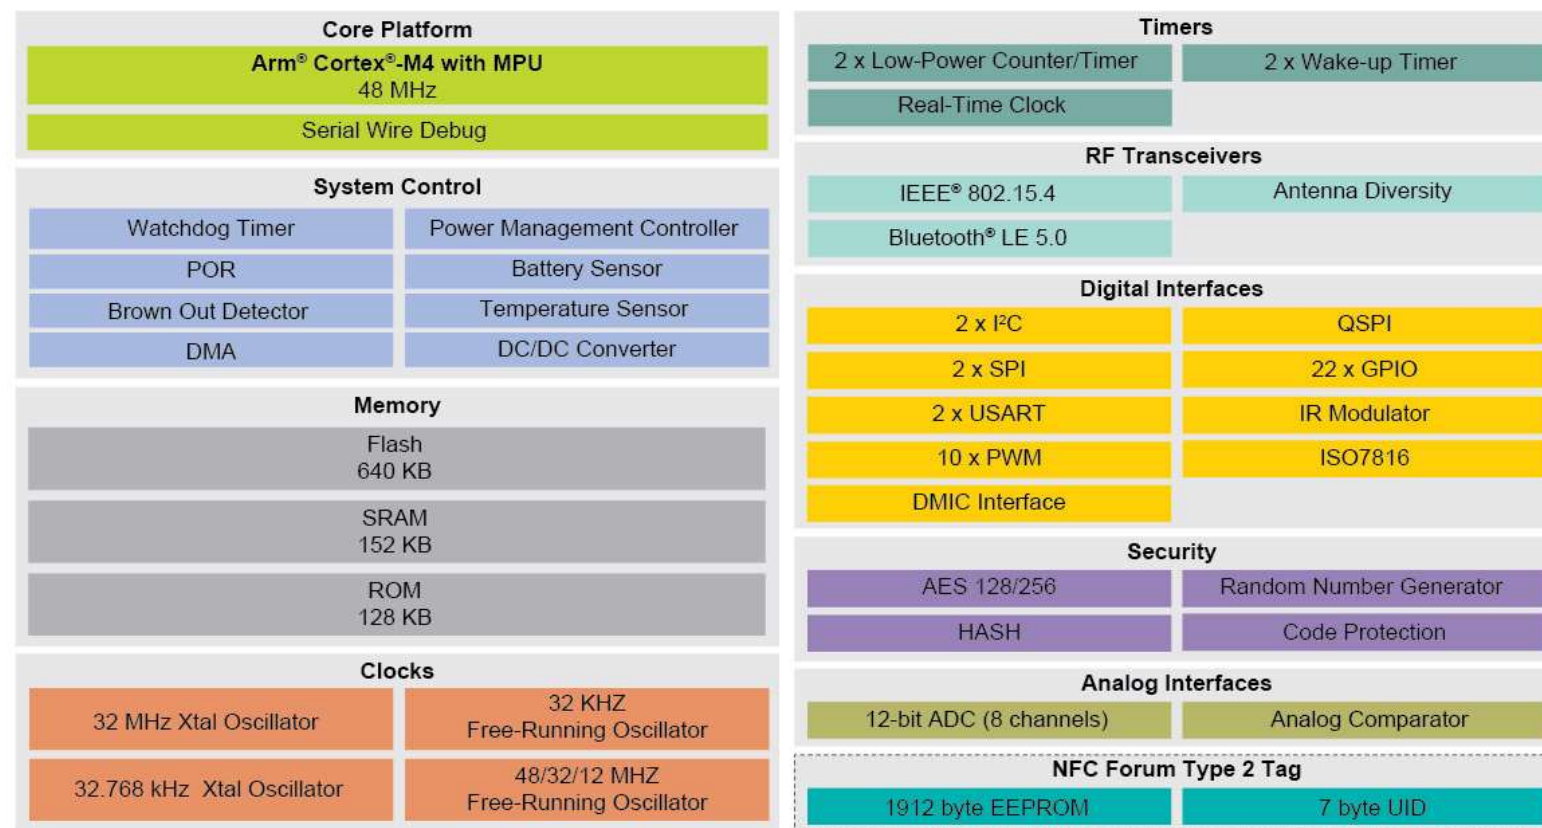 Core Platform
Arm® Cortex®-M4 with MPU
48 MHz
Serial Wire Debug
System Control
Watchdog Timer
Power Management Controller
POR
Battery Sensor
Brown Out Detector
Temperature Sensor
DMA
DC/DC Converter
Memory
Flash
640 KB
SRAM
152 KB
ROM
128 KB
Clocks
32 MHz Xtal Oscillator
32 KHZ
Free-Running Oscillator
32.768 kHz Xtal Oscillator
48/32/12 MHZ
Free-Running Oscillator
Timers
2 x Low-Power Counter/Timer
2 x Wake-up Timer
Real-Time Clock
RF Transceivers
IEEE® 802.15.4
Antenna Diversity
Bluetooth® LE 5.0
Digital Interfaces
2 x I²C
QSPI
2 x SPI
22 x GPIO
2 x USART
IR Modulator
10 x PWM
ISO7816
DMIC Interface
Security
AES 128/256
Random Number Generator
HASH
Code Protection
Analog Interfaces
12-bit ADC (8 channels)
Analog Comparator
NFC Forum Type 2 Tag
1912 byte EEPROM
7 byte UID